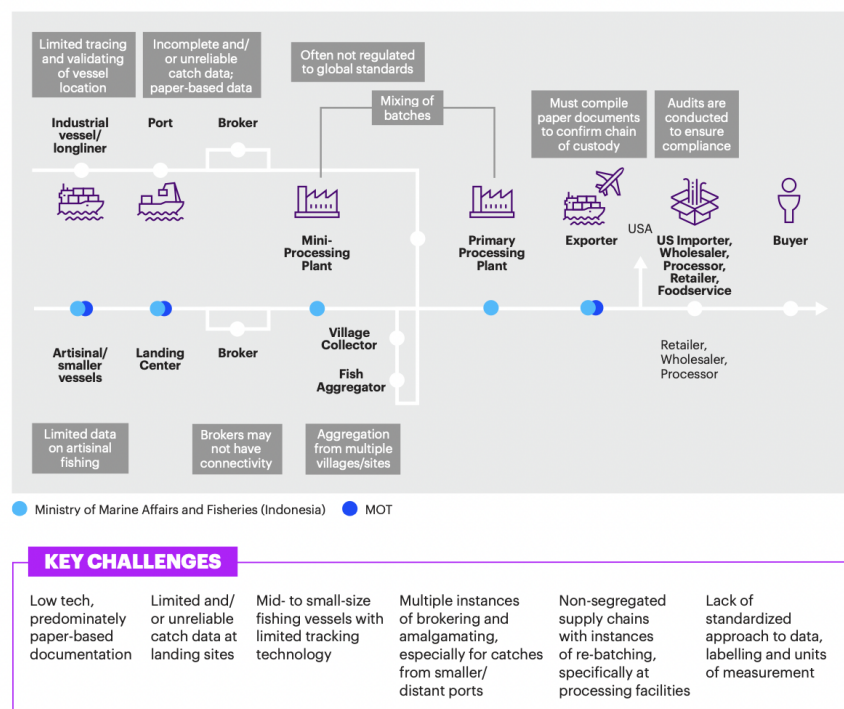 Limited tracing
and validating
of vessel
location
Incomplete and/
or unreliable
catch data;
paper-based data
Often not regulated
to global standards
Mixing of
batches
Must compile
paper documents
to confirm chain
of custody
Audits are
conducted
to ensure
compliance
Industrial
vessel/
longliner
Port
Broker
Mini-
Processing
Plant
Primary
Processing
Plant
Exporter
USA
US Importer,
Wholesaler,
Processor,
Retailer,
Foodservice
Buyer
Artisinal/
smaller
vessels
Landing
Center
Broker
Village
Collector
Fish
Aggregator
Retailer,
Wholesaler,
Processor
Limited data
on artisinal
fishing
Brokers may
not have
connectivity
Aggregation
from multiple
villages/sites
Ministry of Marine Affairs and Fisheries (Indonesia)
MOT
KEY CHALLENGES
Low tech,
predominately
paper-based
documentation
Limited and/
or unreliable
catch data at
landing sites
Mid- to small-size
fishing vessels with
limited tracking
technology
Multiple instances
of brokering and
amalgamating,
especially for catches
from smaller/
distant ports
Non-segregated
supply chains
with instances
of re-batching,
specifically at
processing facilities
Lack of
standardized
approach to data,
labelling and units
of measurement